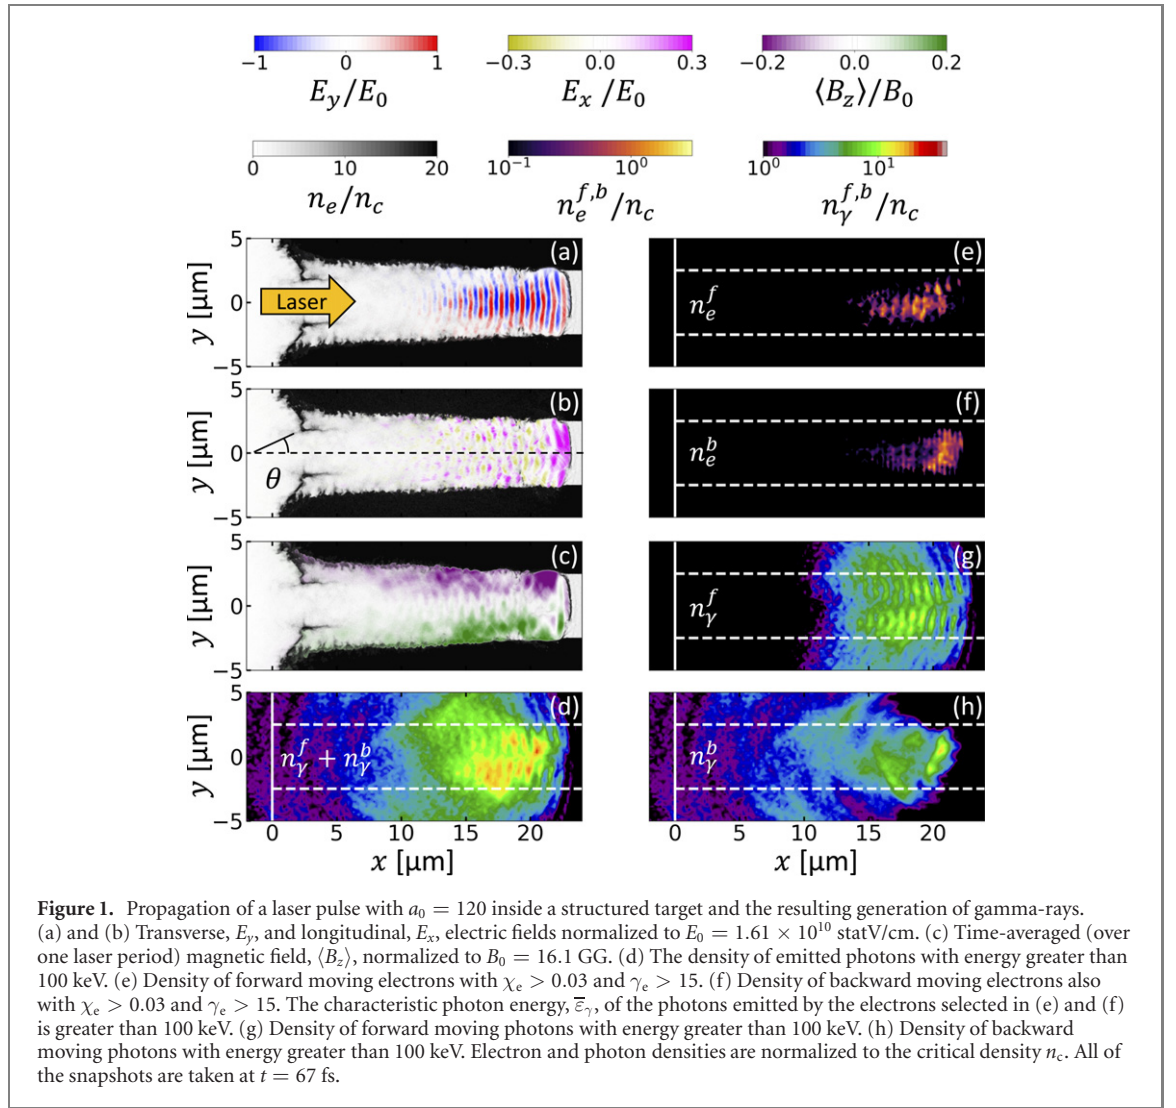 −1 0 1
E_y/E_0
−0.3 0.0 0.3
E_x/E_0
−0.2 0.0 0.2
⟨B_z⟩/B_0
0 10 20
n_e/n_c
10^{-1} 10^0
n_e^{f,b}/n_c
10^0 10^1
n_γ^{f,b}/n_c
5
0
−5
y [μm]
Laser
(a)
(e)
n_e^f
5
0
−5
y [μm]
θ
(b)
(f)
n_e^b
5
0
−5
y [μm]
(c)
(g)
n_γ^f
5
0
−5
y [μm]
(d)
n_γ^f + n_γ^b
(h)
n_γ^b
0 5 10 15 20
x [μm]
0 5 10 15 20
x [μm]
Figure 1. Propagation of a laser pulse with a_0 = 120 inside a structured target and the resulting generation of gamma-rays.
(a) and (b) Transverse, E_y, and longitudinal, E_x, electric fields normalized to E_0 = 1.61 × 10^{10} statV/cm. (c) Time-averaged (over
one laser period) magnetic field, ⟨B_z⟩, normalized to B_0 = 16.1 GG. (d) The density of emitted photons with energy greater than
100 keV. (e) Density of forward moving electrons with χ_e > 0.03 and γ_e > 15. (f) Density of backward moving electrons also
with χ_e > 0.03 and γ_e > 15. The characteristic photon energy, ε̅_γ, of the photons emitted by the electrons selected in (e) and (f)
is greater than 100 keV. (g) Density of forward moving photons with energy greater than 100 keV. (h) Density of backward
moving photons with energy greater than 100 keV. Electron and photon densities are normalized to the critical density n_c. All of
the snapshots are taken at t = 67 fs.